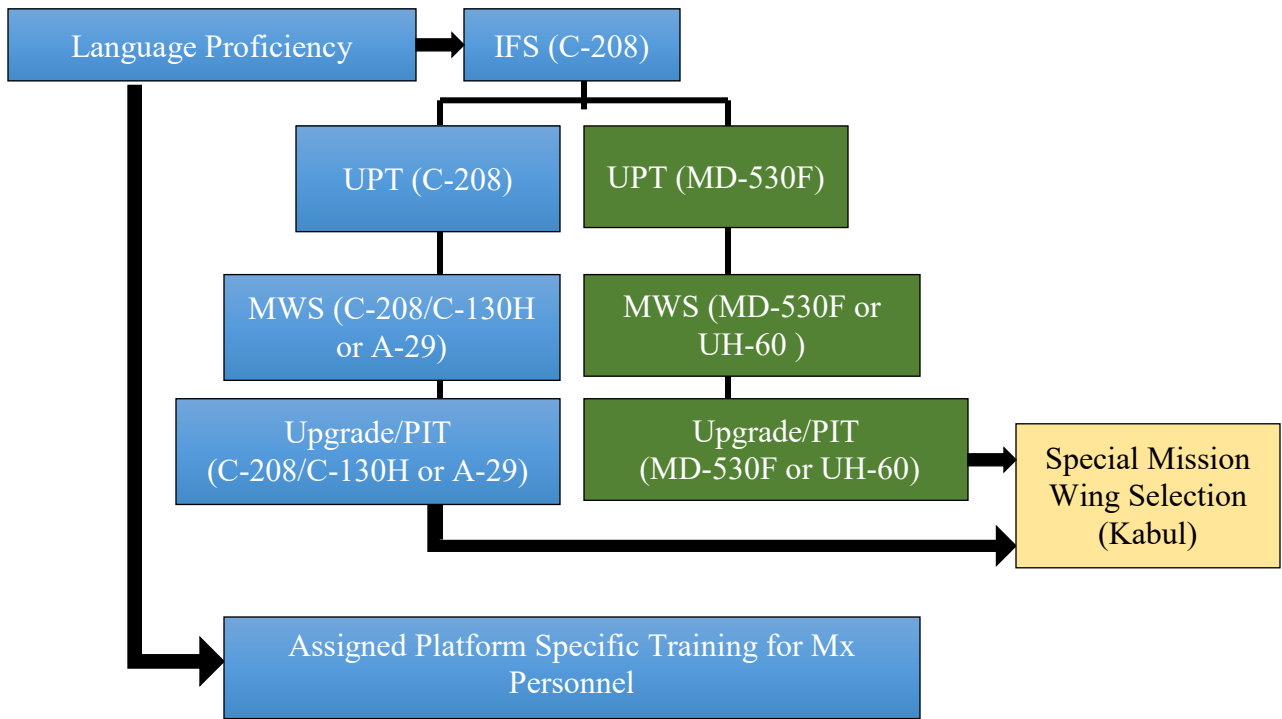 Language Proficiency
IFS (C-208)
UPT (C-208)
UPT (MD-530F)
MWS (C-208/C-130H
or A-29)
MWS (MD-530F or
UH-60 )
Upgrade/PIT
(C-208/C-130H or A-29)
Upgrade/PIT
(MD-530F or UH-60)
Special Mission
Wing Selection
(Kabul)
Assigned Platform Specific Training for Mx
Personnel